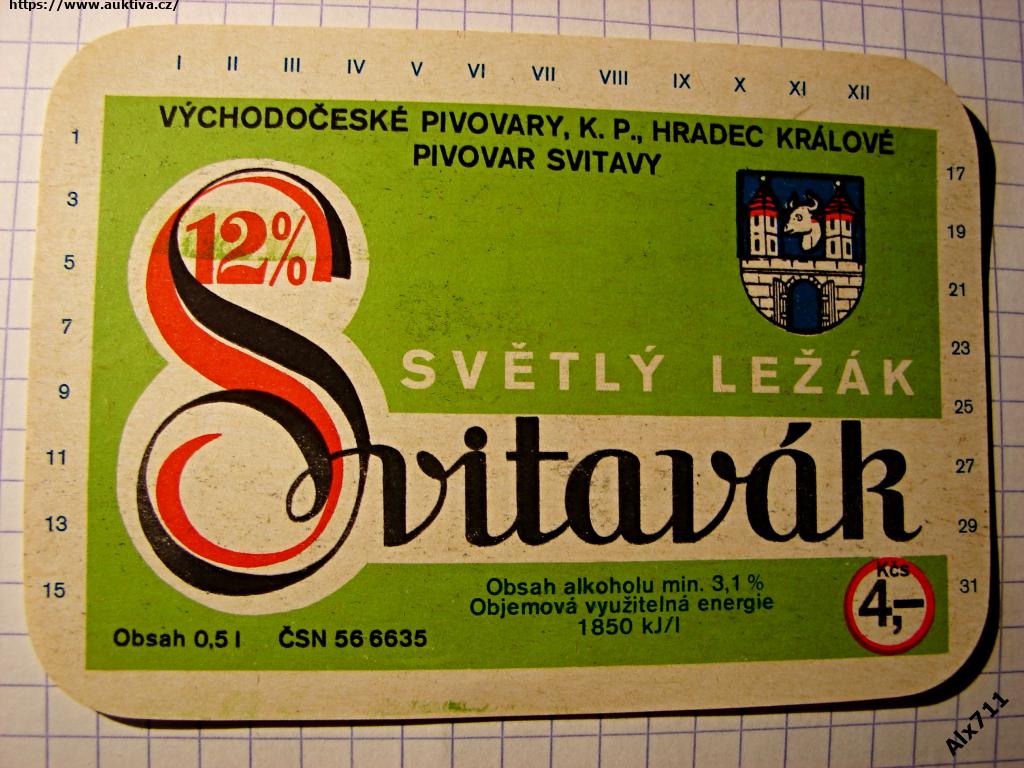 https://www.auktiva.cz/
I II III IV V VI VII VIII IX X XI XII
VÝCHODOČESKÉ PIVOVARY, K. P., HRADEC KRÁLOVÉ
PIVOVAR SVITAVY
1
3
5
7
9
11
13
15
17
19
21
23
25
27
29
31
12%
SVĚTLÝ LEŽÁK
Svitavák
Obsah alkoholu min. 3,1 %
Objemová využitelná energie
1850 kJ/l
Kčs
4,-
Obsah 0,5 l ČSN 56 6635
Alx711